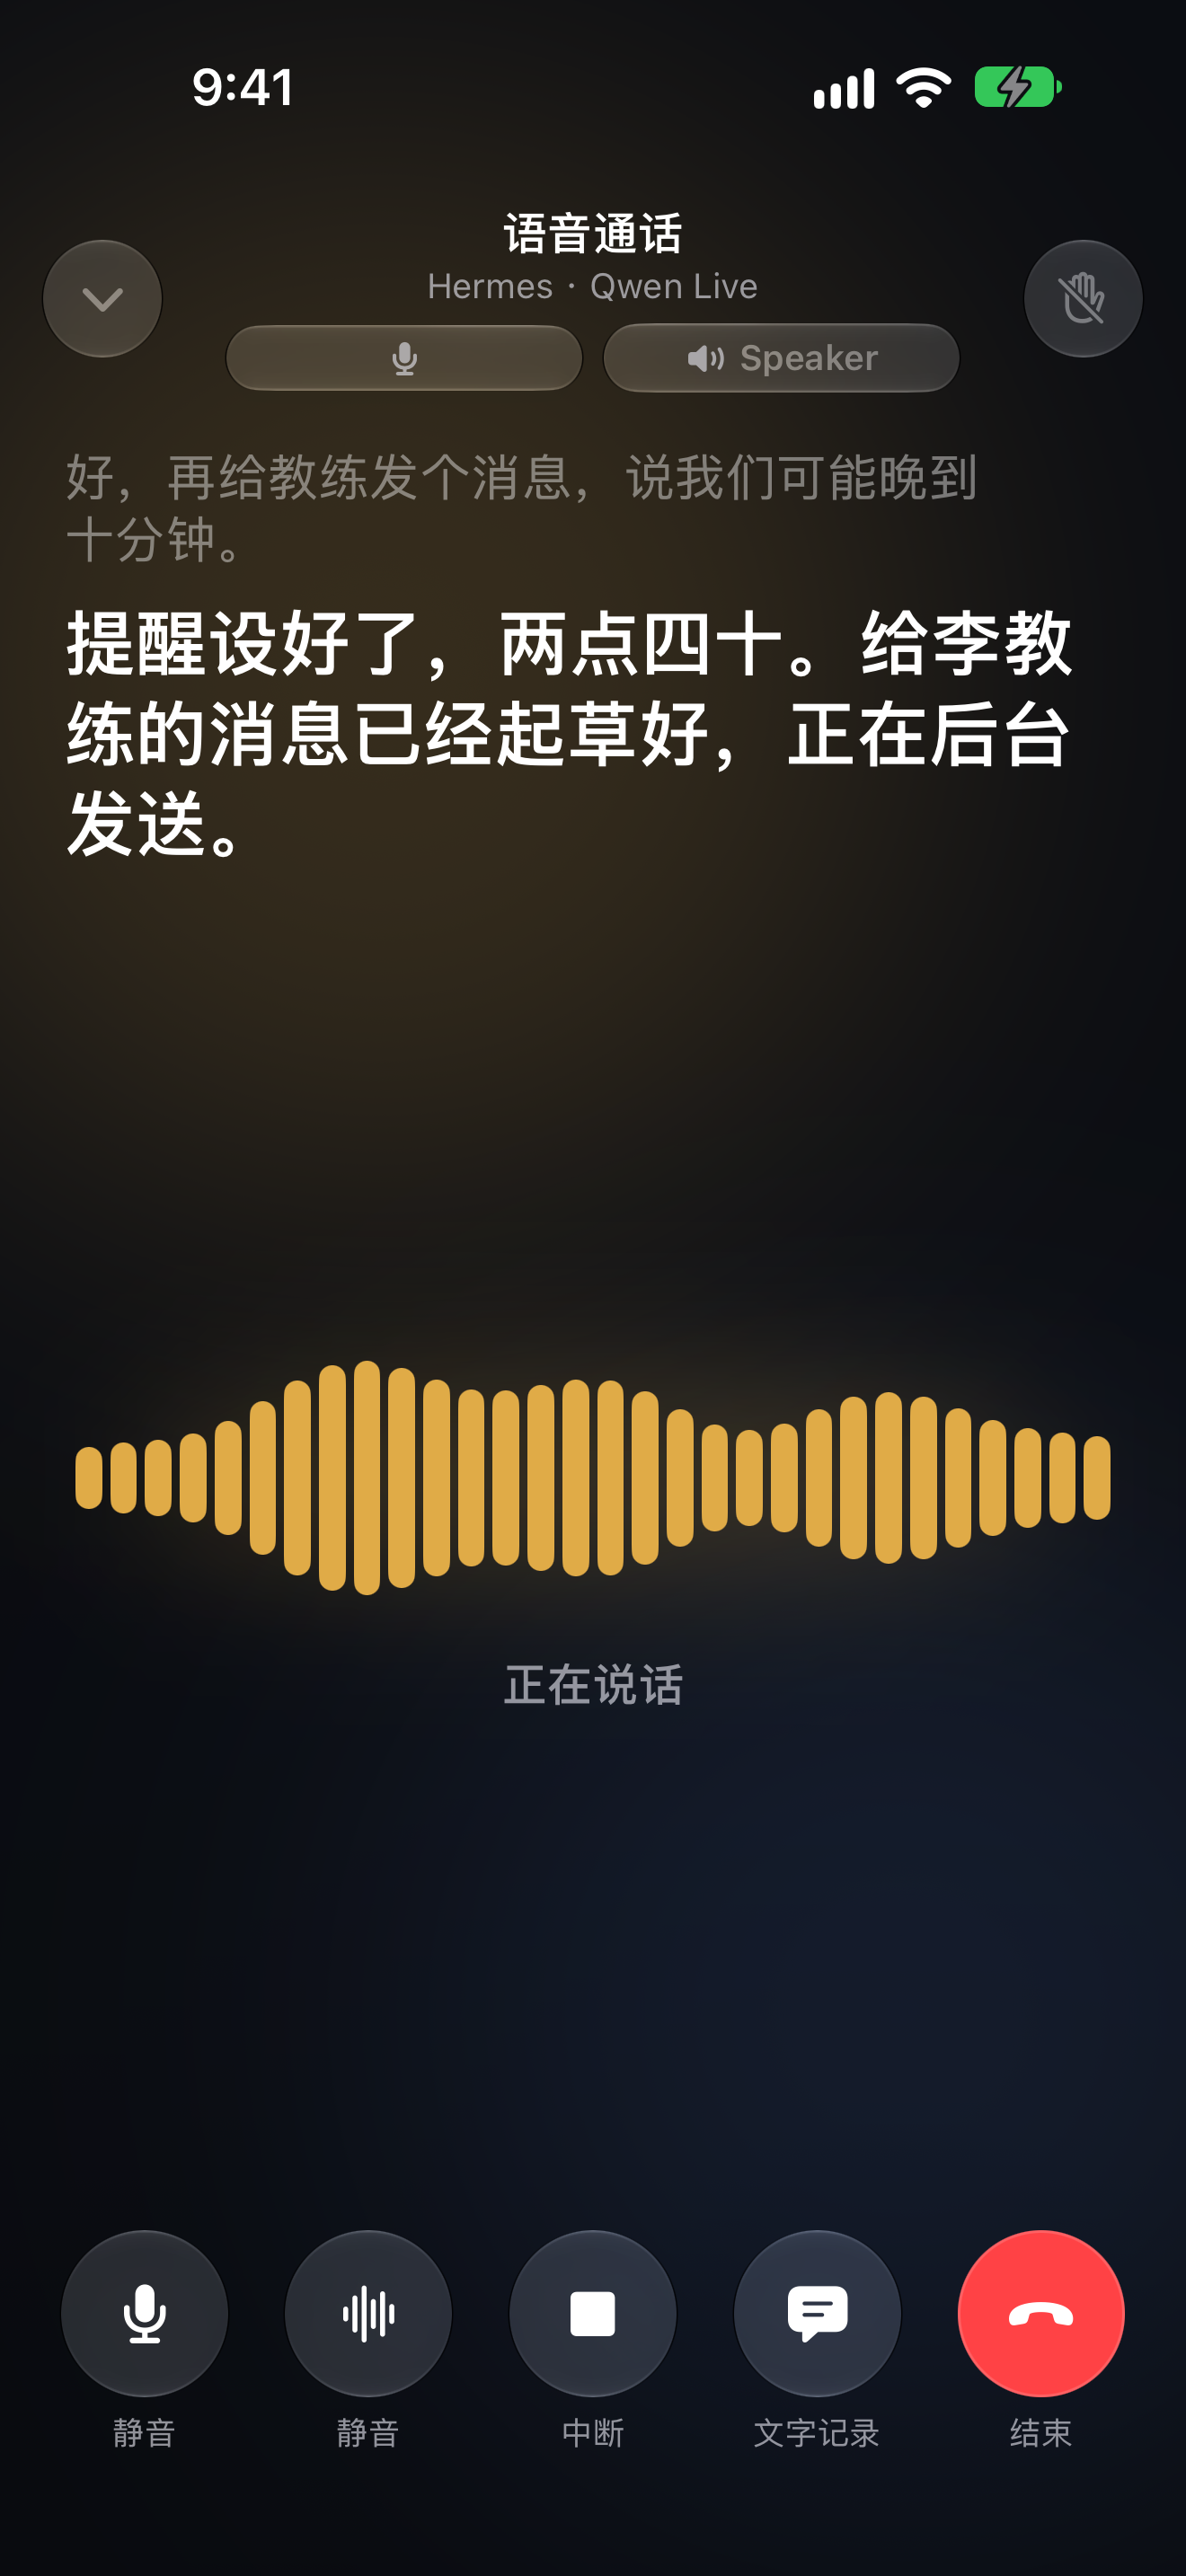 9:41
语音通话
Hermes · Qwen Live
Speaker
好，再给教练发个消息，说我们可能晚到
十分钟。
提醒设好了，两点四十。给李教
练的消息已经起草好，正在后台
发送。
正在说话
静音
静音
中断
文字记录
结束